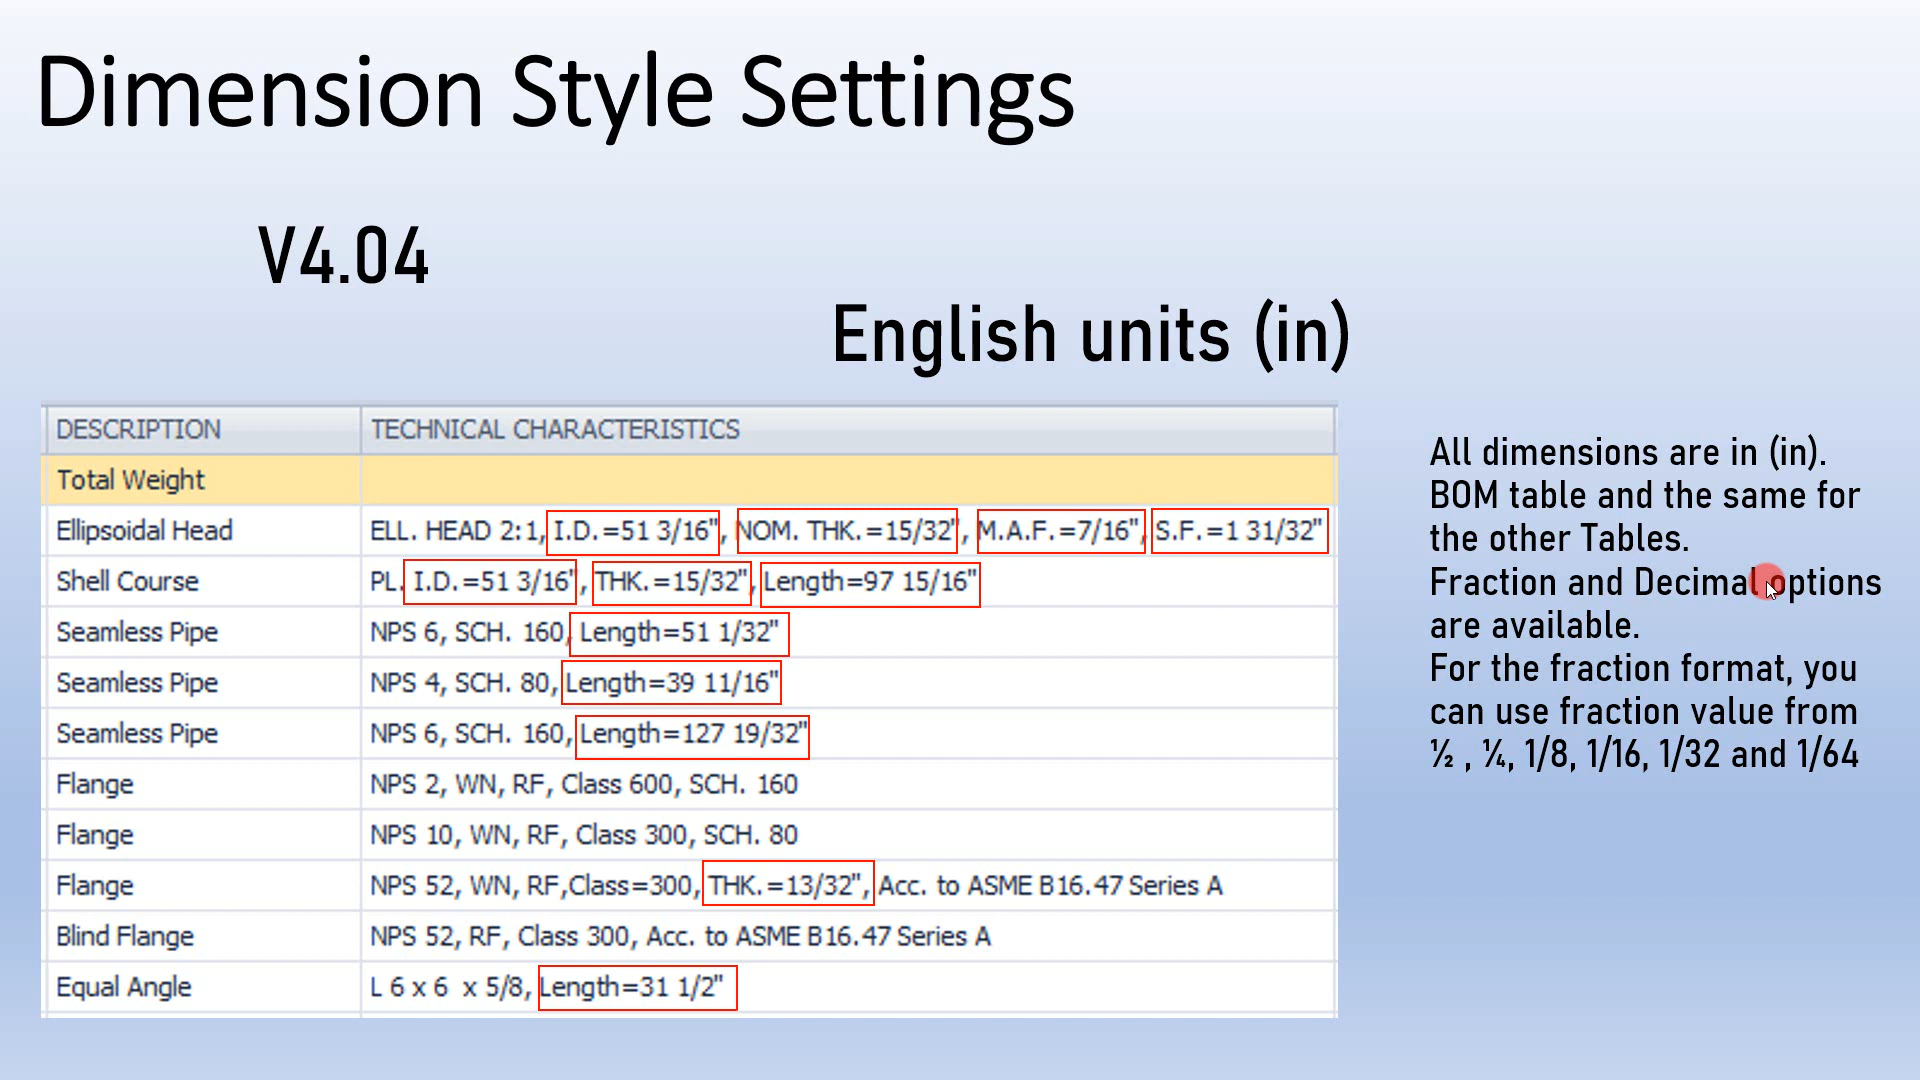 Dimension Style Settings
V4.04
English units (in)
DESCRIPTION TECHNICAL CHARACTERISTICS
Total Weight
Ellipsoidal Head ELL. HEAD 2:1, I.D.=51 3/16", NOM. THK.=15/32", M.A.F.=7/16", S.F.=1 31/32"
Shell Course PL. I.D.=51 3/16", THK.=15/32", Length=97 15/16"
Seamless Pipe NPS 6, SCH. 160, Length=51 1/32"
Seamless Pipe NPS 4, SCH. 80, Length=39 11/16"
Seamless Pipe NPS 6, SCH. 160, Length=127 19/32"
Flange NPS 2, WN, RF, Class 600, SCH. 160
Flange NPS 10, WN, RF, Class 300, SCH. 80
Flange NPS 52, WN, RF,Class=300, THK.=13/32", Acc. to ASME B16.47 Series A
Blind Flange NPS 52, RF, Class 300, Acc. to ASME B16.47 Series A
Equal Angle L 6 x 6 x 5/8, Length=31 1/2"
All dimensions are in (in).
BOM table and the same for
the other Tables.
Fraction and Decimal options
are available.
For the fraction format, you
can use fraction value from
½ , ¼, 1/8, 1/16, 1/32 and 1/64